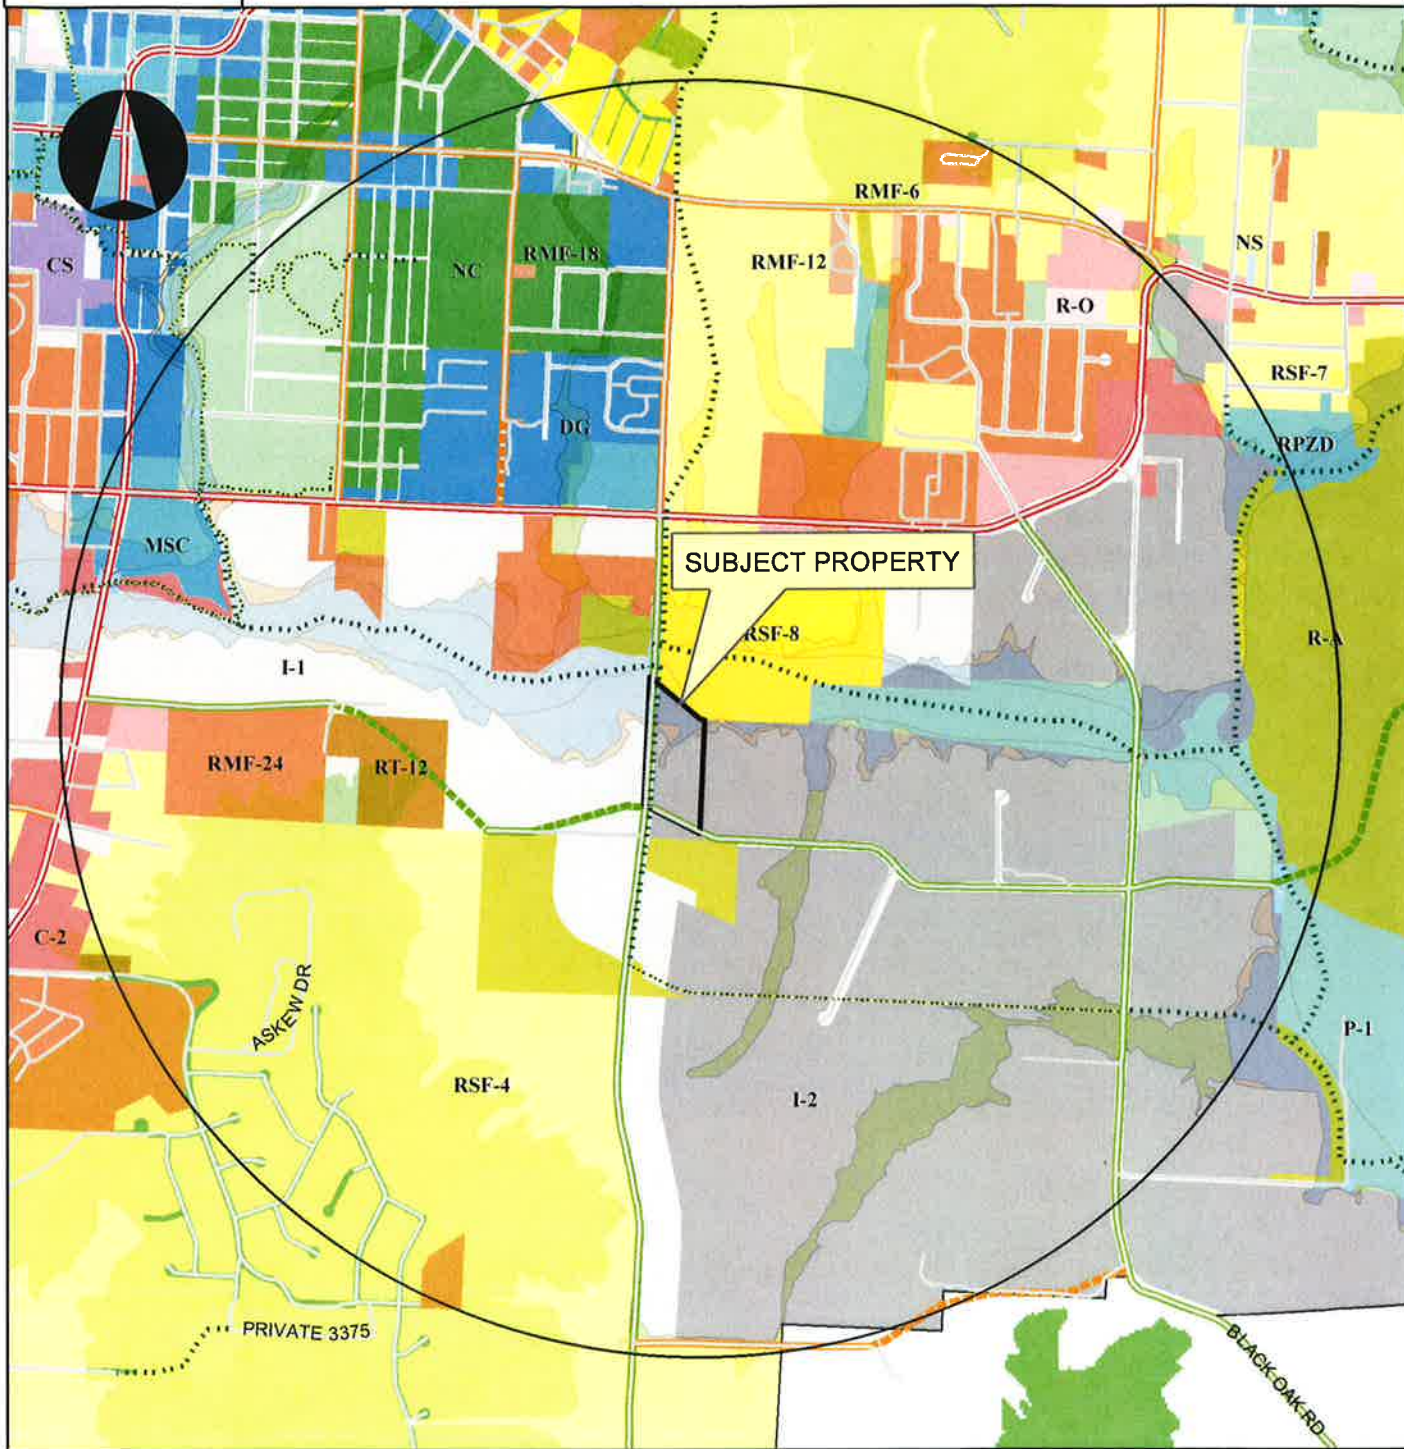 RMF-6
CS
NC
RMF-18
NS
RMF-12
R-O
RSF-7
DG
RPZD
MSC
SUBJECT PROPERTY
RSF-8
R-A
I-1
RMF-24
RT-12
C-2
ASKEW DR
P-1
RSF-4
I-2
PRIVATE 3375
BLACK OAK RD